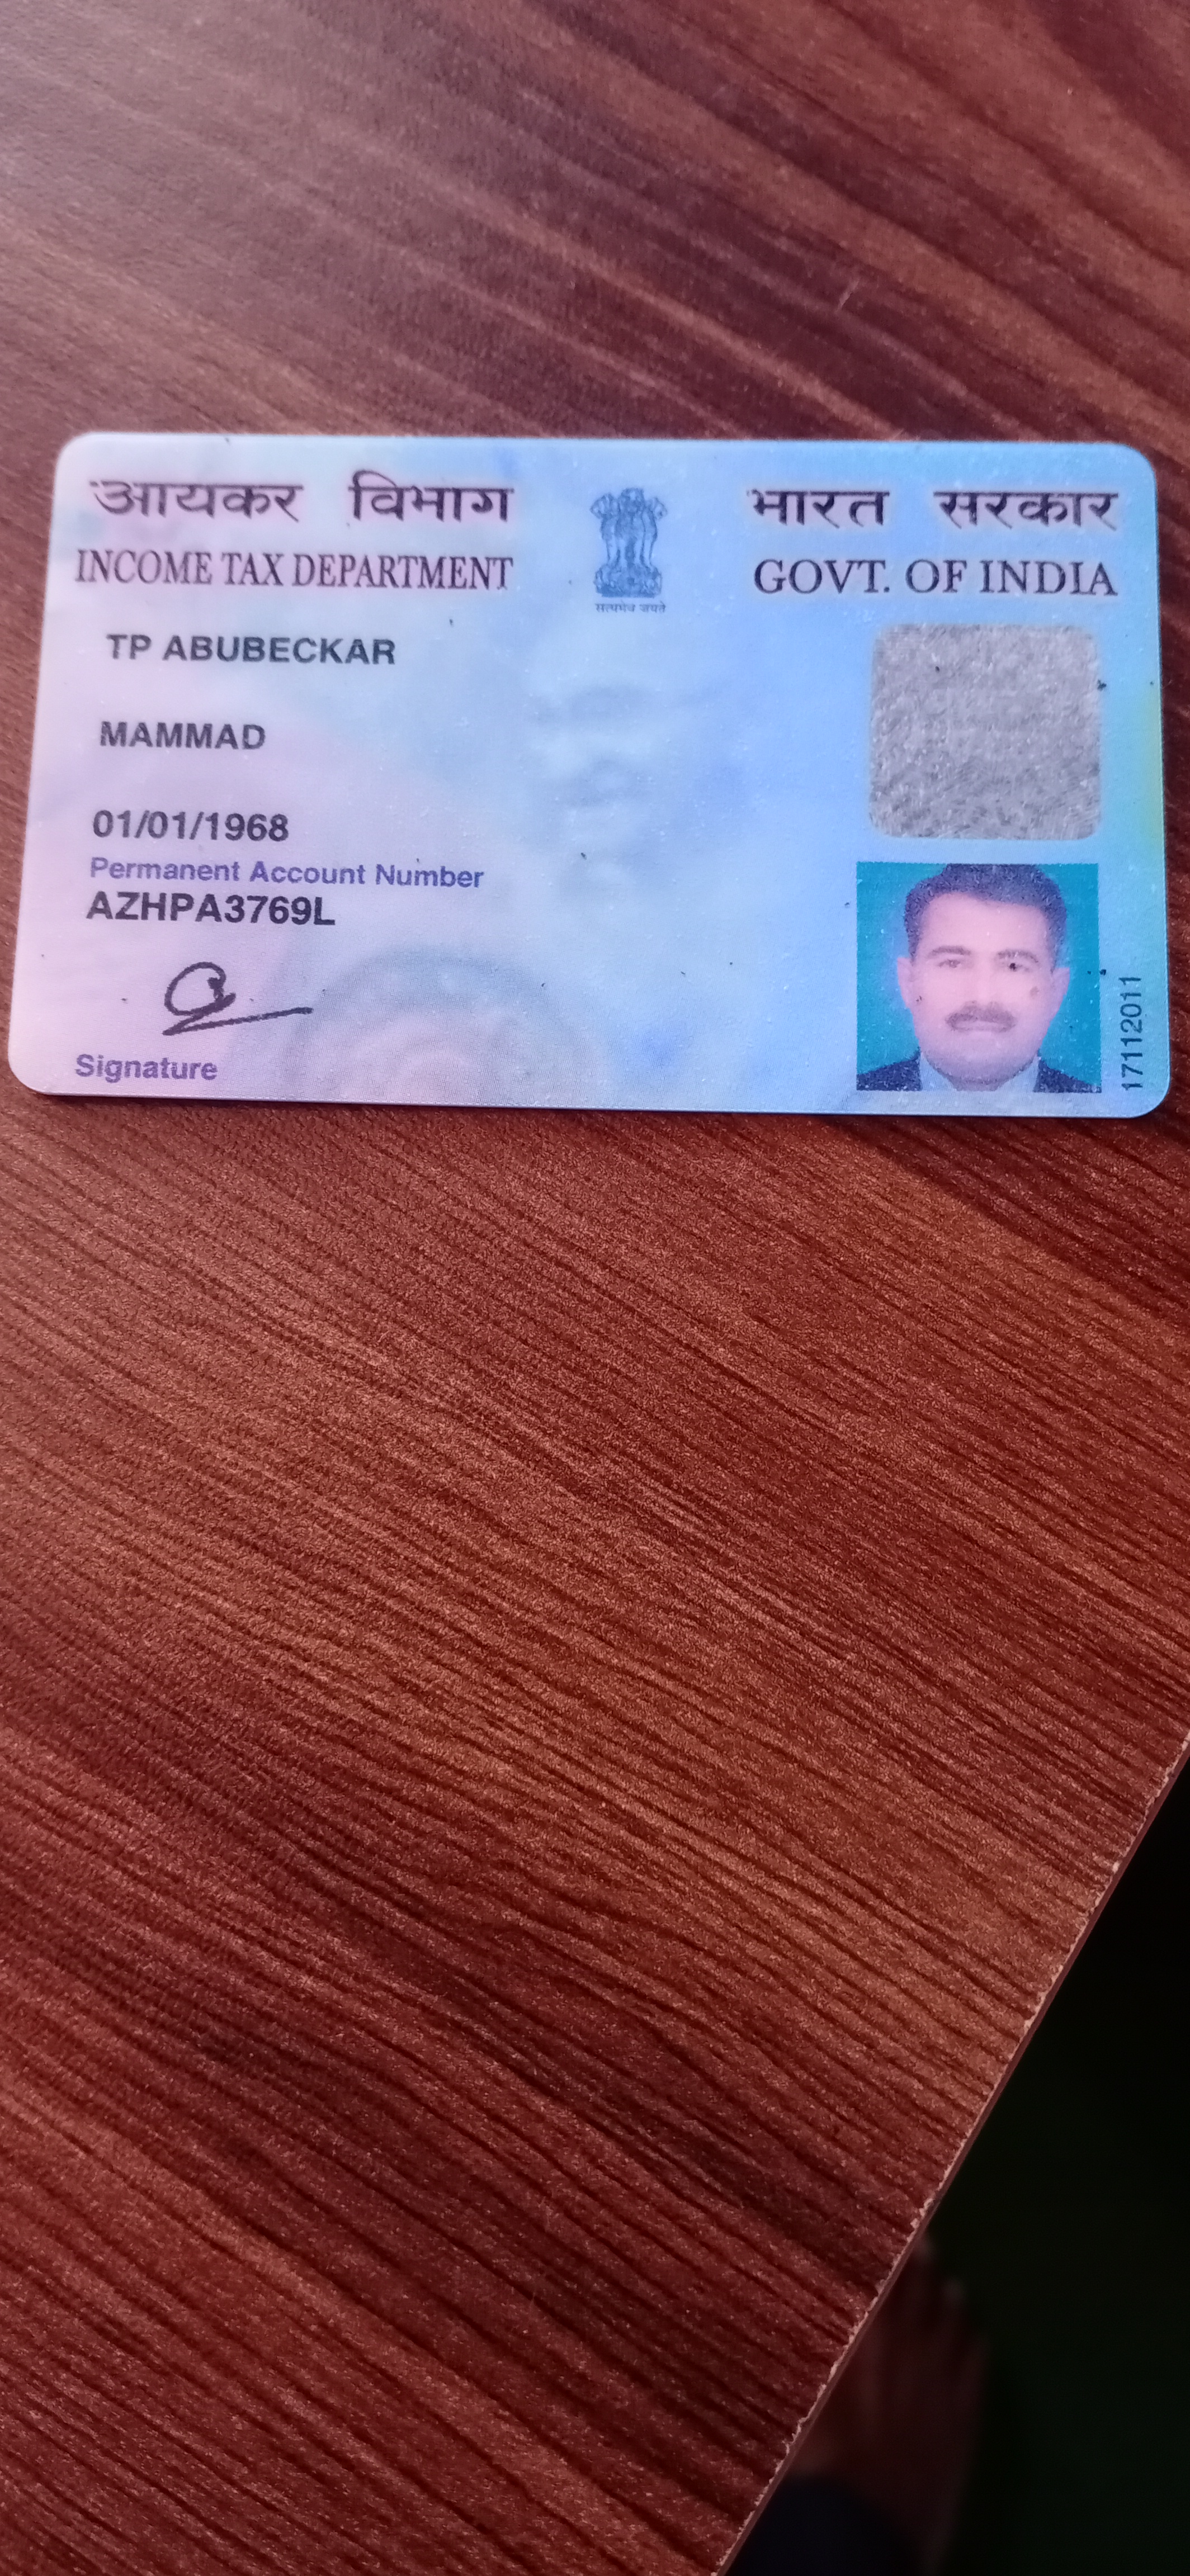 आयकर विभाग
INCOME TAX DEPARTMENT
सत्यमेव जयते
भारत सरकार
GOVT. OF INDIA
TP ABUBECKAR
MAMMAD
01/01/1968
Permanent Account Number
AZHPA3769L
Signature
17112011